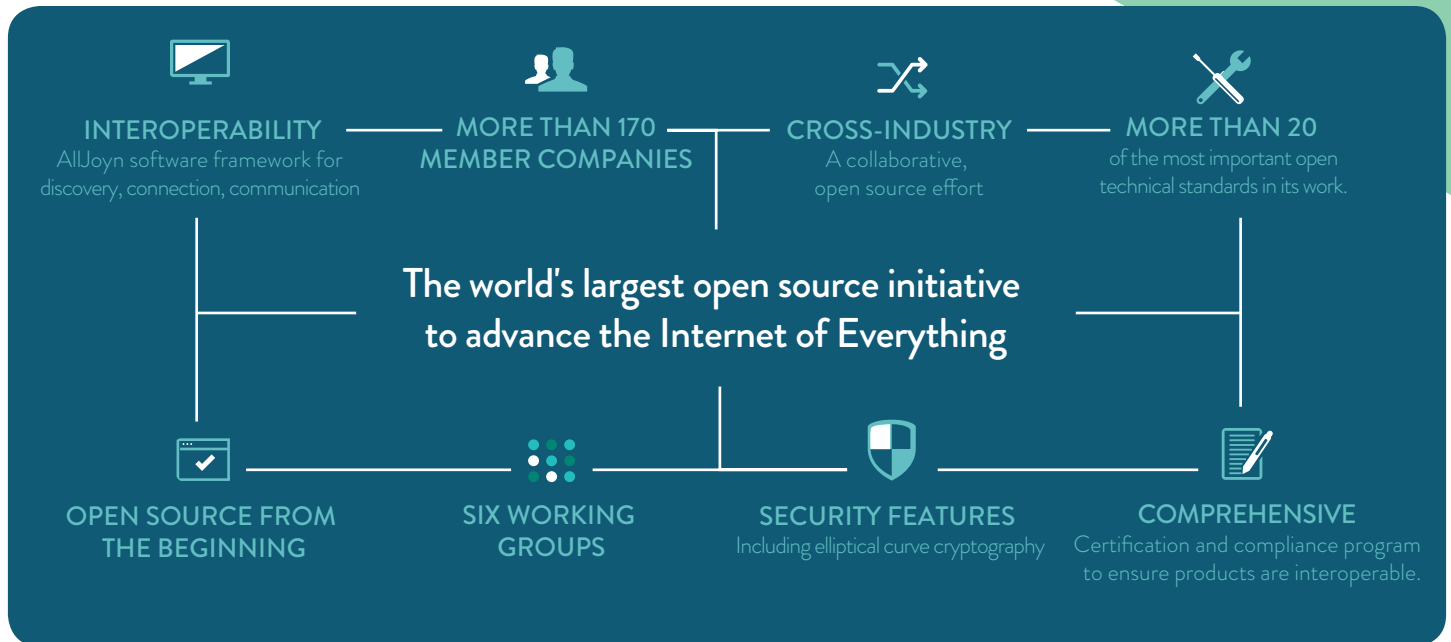 INTEROPERABILITY
AllJoyn software framework for
discovery, connection, communication
MORE THAN 170
MEMBER COMPANIES
CROSS-INDUSTRY
A collaborative,
open source effort
MORE THAN 20
of the most important open
technical standards in its work.
The world's largest open source initiative
to advance the Internet of Everything
OPEN SOURCE FROM
THE BEGINNING
SIX WORKING
GROUPS
SECURITY FEATURES
Including elliptical curve cryptography
COMPREHENSIVE
Certification and compliance program
to ensure products are interoperable.